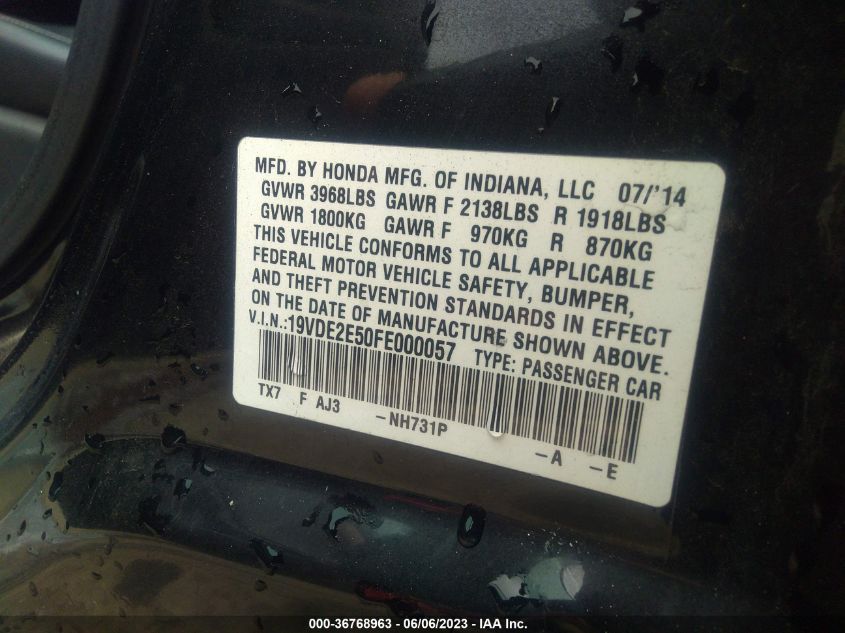 MFD. BY HONDA MFG. OF INDIANA, LLC 07/'14
GVWR 3968LBS GAWR F 2138LBS R 1918LBS
GVWR 1800KG GAWR F 970KG R 870KG
THIS VEHICLE CONFORMS TO ALL APPLICABLE
FEDERAL MOTOR VEHICLE SAFETY, BUMPER,
AND THEFT PREVENTION STANDARDS IN EFFECT
ON THE DATE OF MANUFACTURE SHOWN ABOVE.
V.I.N.:19VDE2E50FE000057 TYPE: PASSENGER CAR
TX7 F AJ3 -NH731P -A -E
000-36768963 - 06/06/2023 - IAA Inc.